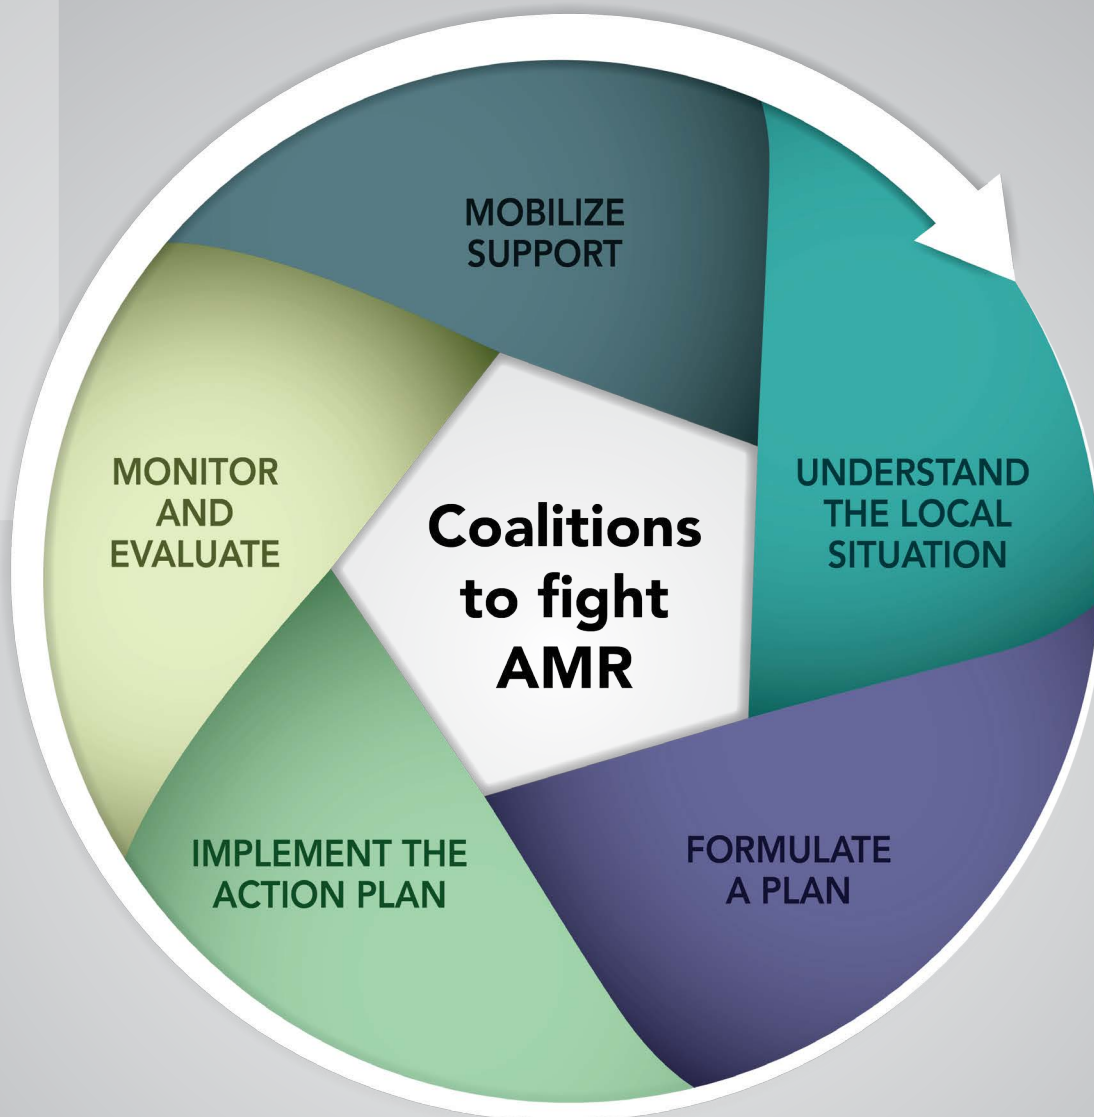 MOBILIZE
SUPPORT
UNDERSTAND
THE LOCAL
SITUATION
FORMULATE
A PLAN
IMPLEMENT THE
ACTION PLAN
MONITOR
AND
EVALUATE
Coalitions
to fight
AMR